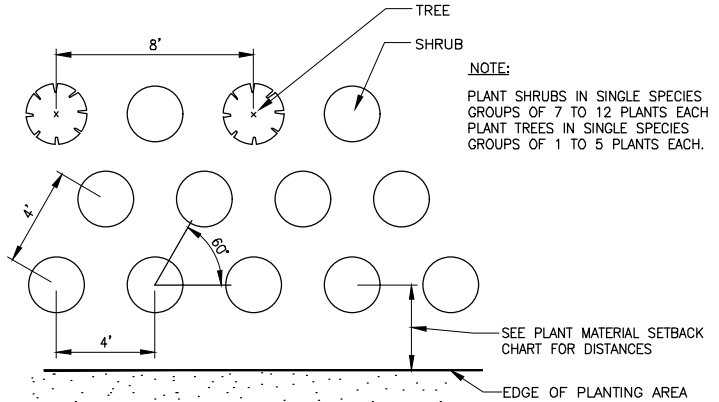 TREE
8'
SHRUB
NOTE:
PLANT SHRUBS IN SINGLE SPECIES
GROUPS OF 7 TO 12 PLANTS EACH
PLANT TREES IN SINGLE SPECIES
GROUPS OF 1 TO 5 PLANTS EACH.
4'
60°
4'
SEE PLANT MATERIAL SETBACK
CHART FOR DISTANCES
EDGE OF PLANTING AREA